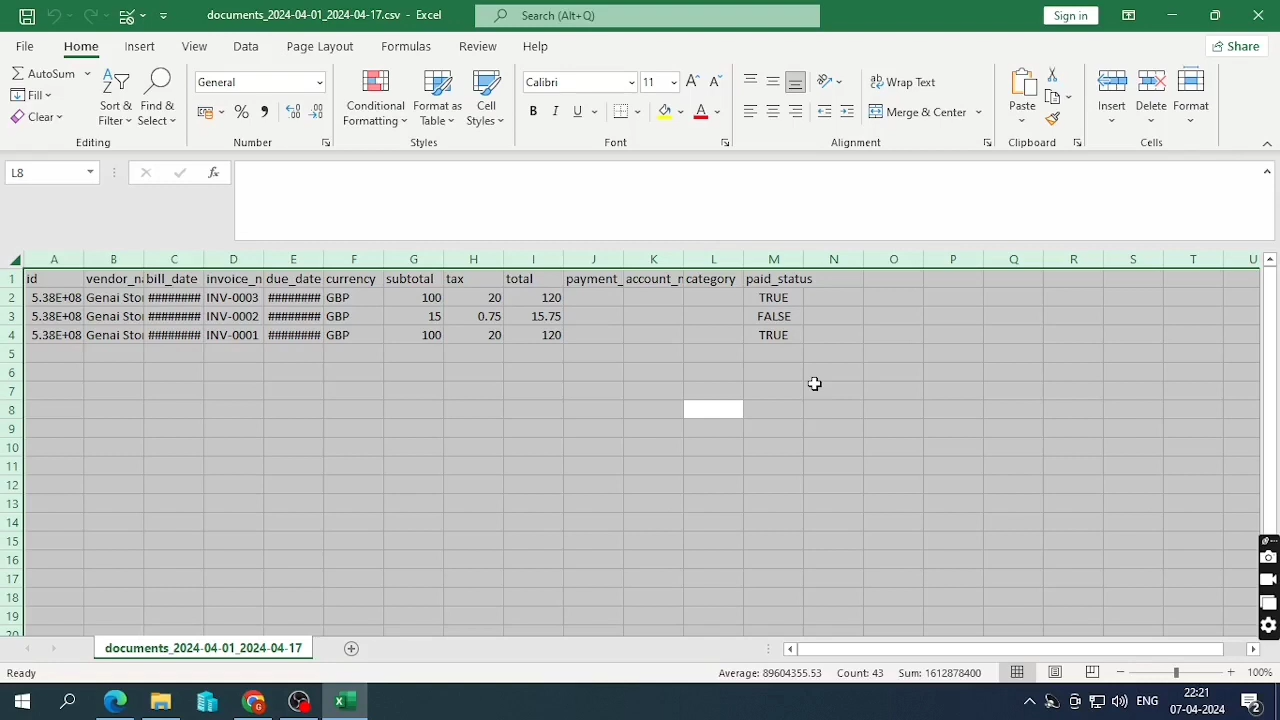 documents_2024-04-01_2024-04-17.csv - Excel
Search (Alt+Q)
Sign in
File Home Insert View Data Page Layout Formulas Review Help
Share
AutoSum
Fill
Clear
Sort & Filter
Find & Select
Editing
General
Number
Conditional Formatting
Format as Table
Cell Styles
Styles
Calibri 11
B I U A
Font
Wrap Text
Merge & Center
Alignment
Paste
Clipboard
Insert Delete Format
Cells
L8
fx
A B C D E F G H I J K L M N O P Q R S T U
1 id vendor_na bill_date invoice_n due_date currency subtotal tax total payment_ account_n category paid_status
2 5.38E+08 Genai Sto ######## INV-0003 ######## GBP 100 20 120 TRUE
3 5.38E+08 Genai Sto ######## INV-0002 ######## GBP 15 0.75 15.75 FALSE
4 5.38E+08 Genai Sto ######## INV-0001 ######## GBP 100 20 120 TRUE
5
6
7
8
9
10
11
12
13
14
15
16
17
18
19
20
documents_2024-04-01_2024-04-17
Ready
Average: 89604355.53 Count: 43 Sum: 1612878400
100%
ENG
22:21
07-04-2024
2